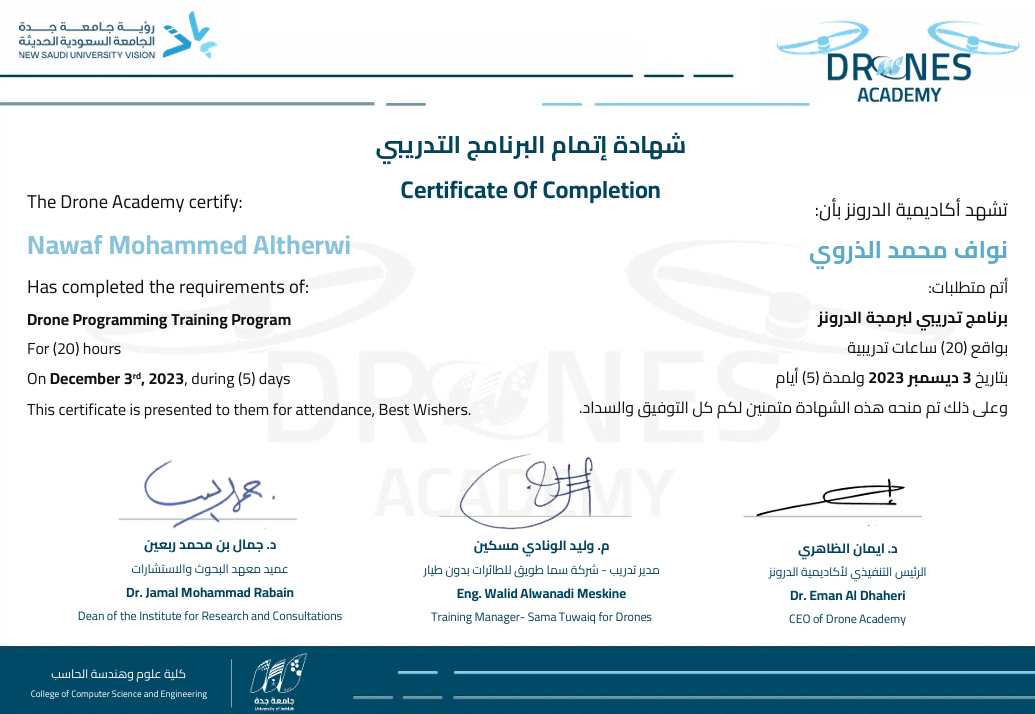 رؤيــة جامعــة جــدة
الجامعة السعودية الحديثة
NEW SAUDI UNIVERSITY VISION
DRONES
ACADEMY
شهادة إتمام البرنامج التدريبي
Certificate Of Completion
The Drone Academy certify:
Nawaf Mohammed Altherwi
Has completed the requirements of:
Drone Programming Training Program
For (20) hours
On December 3rd, 2023, during (5) days
This certificate is presented to them for attendance, Best Wishers.
تشهد أكاديمية الدرونز بأن:
نواف محمد الذروي
أتم متطلبات:
برنامج تدريبي لبرمجة الدرونز
بواقع (20) ساعات تدريبية
بتاريخ 3 ديسمبر 2023 ولمدة (5) أيام
وعلى ذلك تم منحه هذه الشهادة متمنين لكم كل التوفيق والسداد.
DRONES
ACADEMY
د. جمال بن محمد ربعين
عميد معهد البحوث والاستشارات
Dr. Jamal Mohammad Rabain
Dean of the Institute for Research and Consultations
م. وليد الونادي مسكين
مدير تدريب - شركة سما طويق للطائرات بدون طيار
Eng. Walid Alwanadi Meskine
Training Manager- Sama Tuwaiq for Drones
د. ايمان الظاهري
الرئيس التنفيذي لأكاديمية الدرونز
Dr. Eman Al Dhaheri
CEO of Drone Academy
كلية علوم وهندسة الحاسب
College of Computer Science and Engineering
جامعة جدة
University of Jeddah